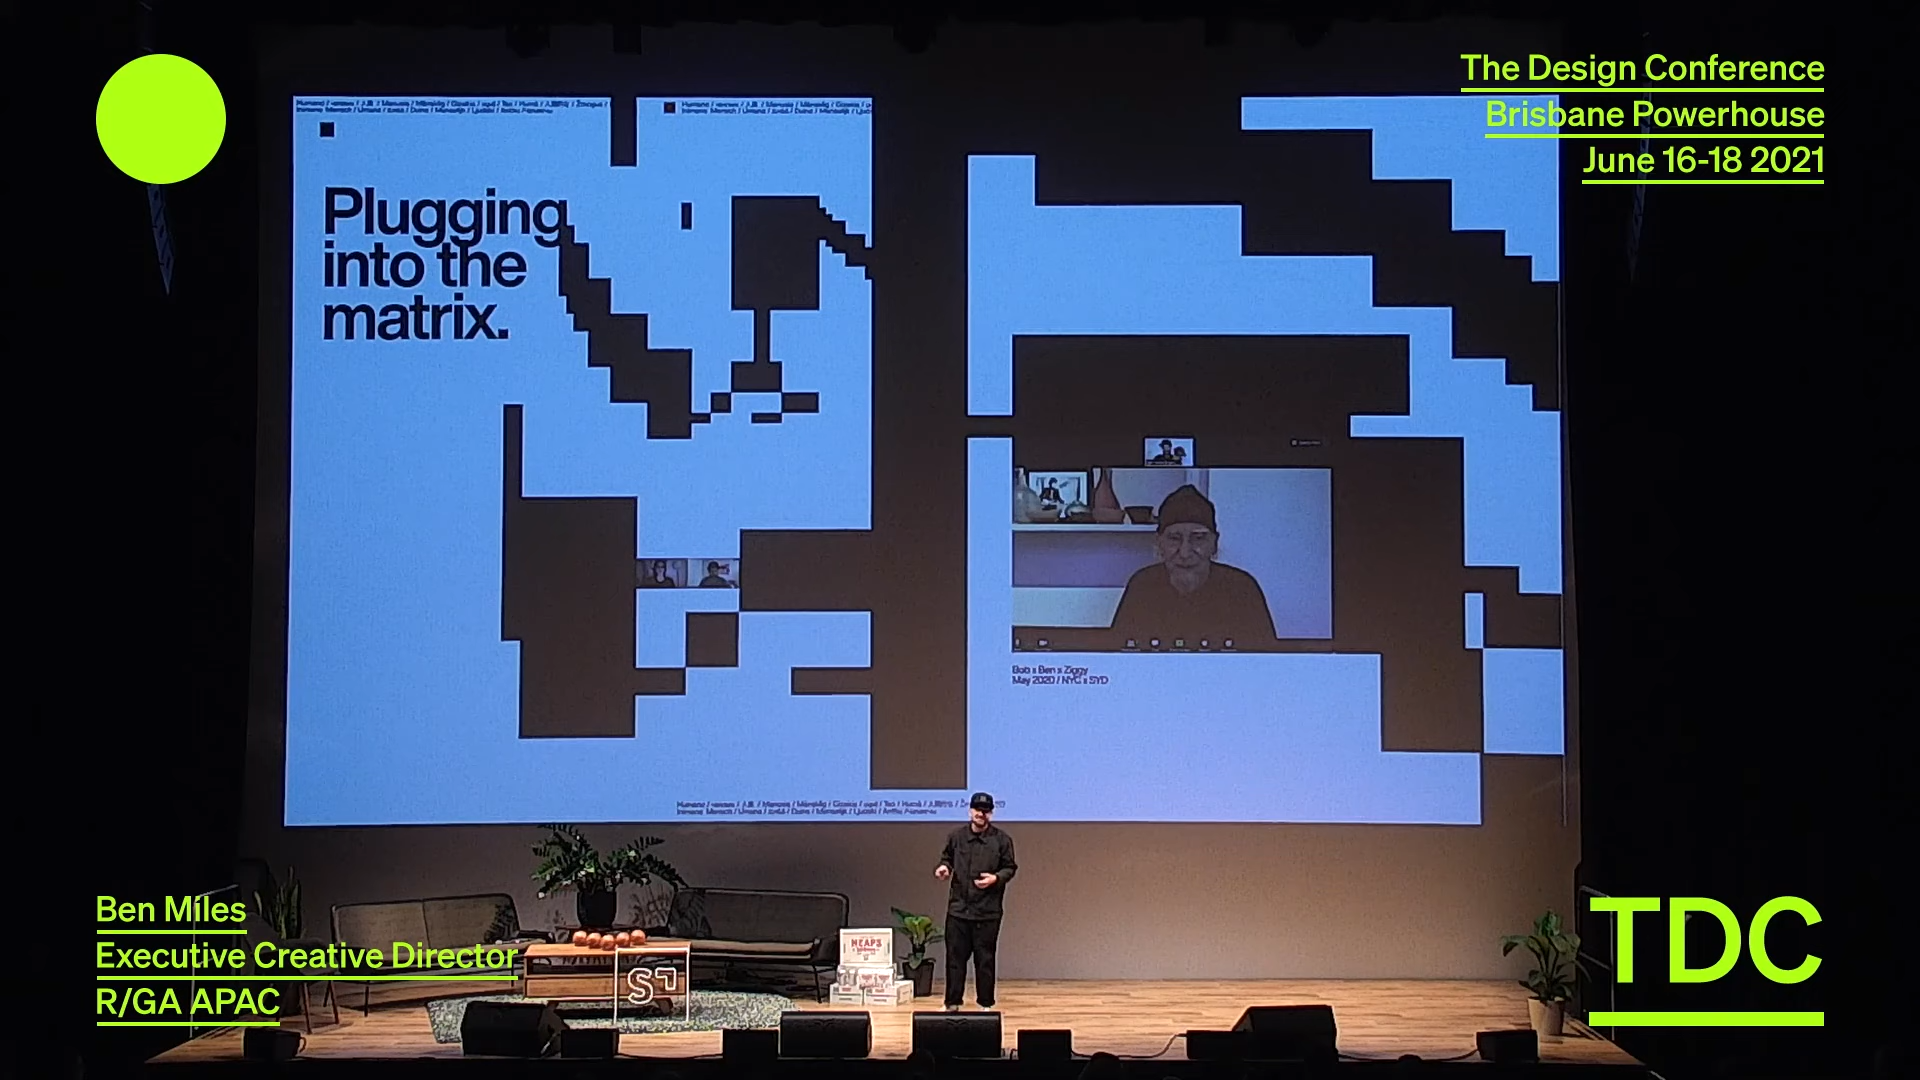 The Design Conference
Brisbane Powerhouse
June 16-18 2021
Plugging
into the
matrix.
Bob x Ben x Ziggy
May 2020 / NYC x SYD
HEAPS
Ben Miles
Executive Creative Director
R/GA APAC
TDC